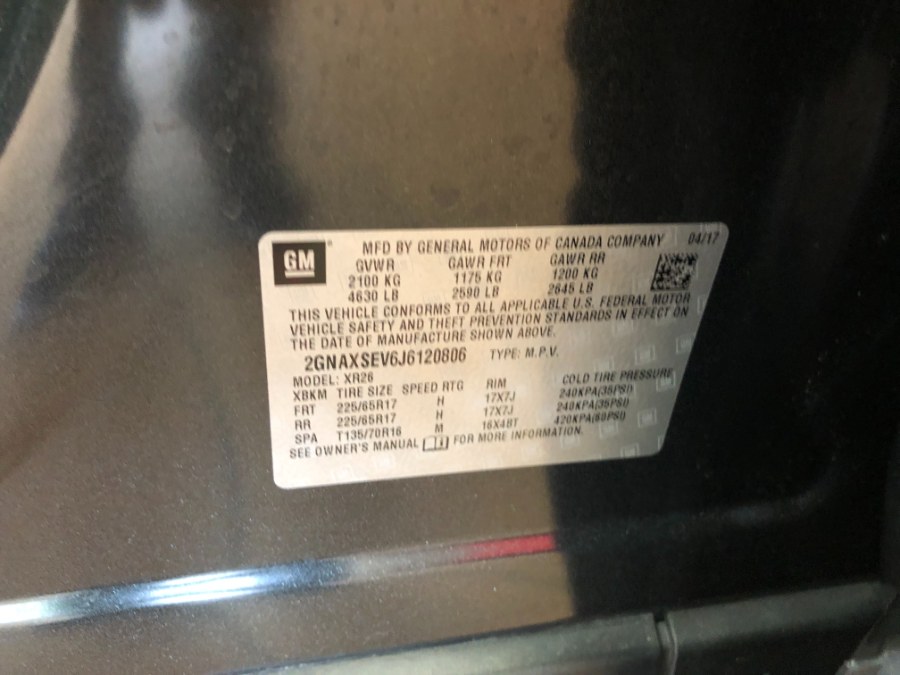 GM
MFD BY GENERAL MOTORS OF CANADA COMPANY 04/17
GVWR GAWR FRT GAWR RR
2100 KG 1175 KG 1200 KG
4630 LB 2590 LB 2645 LB
THIS VEHICLE CONFORMS TO ALL APPLICABLE U.S. FEDERAL MOTOR
VEHICLE SAFETY AND THEFT PREVENTION STANDARDS IN EFFECT ON
THE DATE OF MANUFACTURE SHOWN ABOVE.
2GNAXSEV6J6120806 TYPE: M.P.V.
MODEL: XR26
XBKM TIRE SIZE SPEED RTG RIM COLD TIRE PRESSURE
FRT 225/65R17 H 17X7J 240KPA(35PSI)
RR 225/65R17 H 17X7J 240KPA(35PSI)
SPA T135/70R16 M 16X4BT 420KPA(60PSI)
SEE OWNER'S MANUAL FOR MORE INFORMATION.